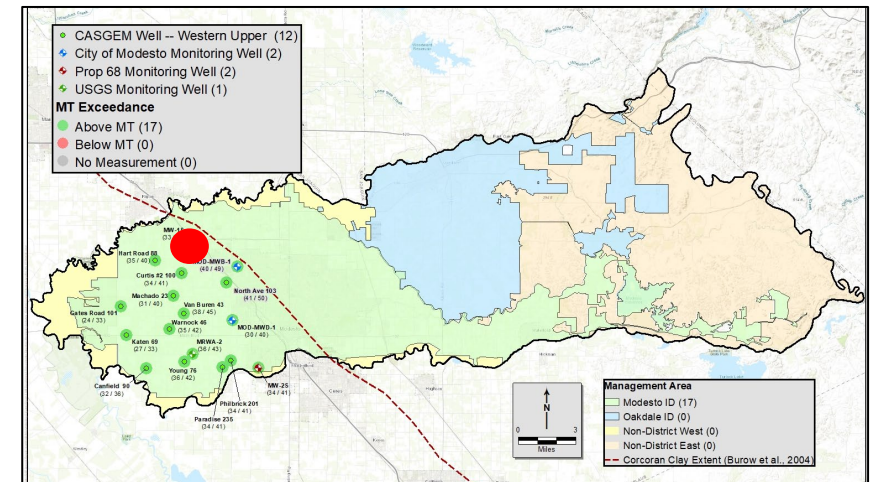 CASGEM Well -- Western Upper (12)
City of Modesto Monitoring Well (2)
Prop 68 Monitoring Well (2)
USGS Monitoring Well (1)
MT Exceedance
Above MT (17)
Below MT (0)
No Measurement (0)
Hart Road 88
(35 / 40)
(40 / 49)
Curtis #2 100
(34 / 41)
North Ave 103
(41 / 50)
Machado 23
(31 / 40)
Gates Road 101
(24 / 33)
Van Buren 43
(38 / 45)
Warnock 46
(35 / 42)
MOD-MWD-1
(30 / 40)
Katen 69
(27 / 33)
MRWA-2
(36 / 43)
Young 76
(36 / 42)
Canfield 90
(32 / 36)
MW-25
(34 / 41)
Philbrick 201
(34 / 41)
Paradise 235
(34 / 41)
N
0 3
Miles
Management Area
Modesto ID (17)
Oakdale ID (0)
Non-District West (0)
Non-District East (0)
Corcoran Clay Extent (Burow et al., 2004)